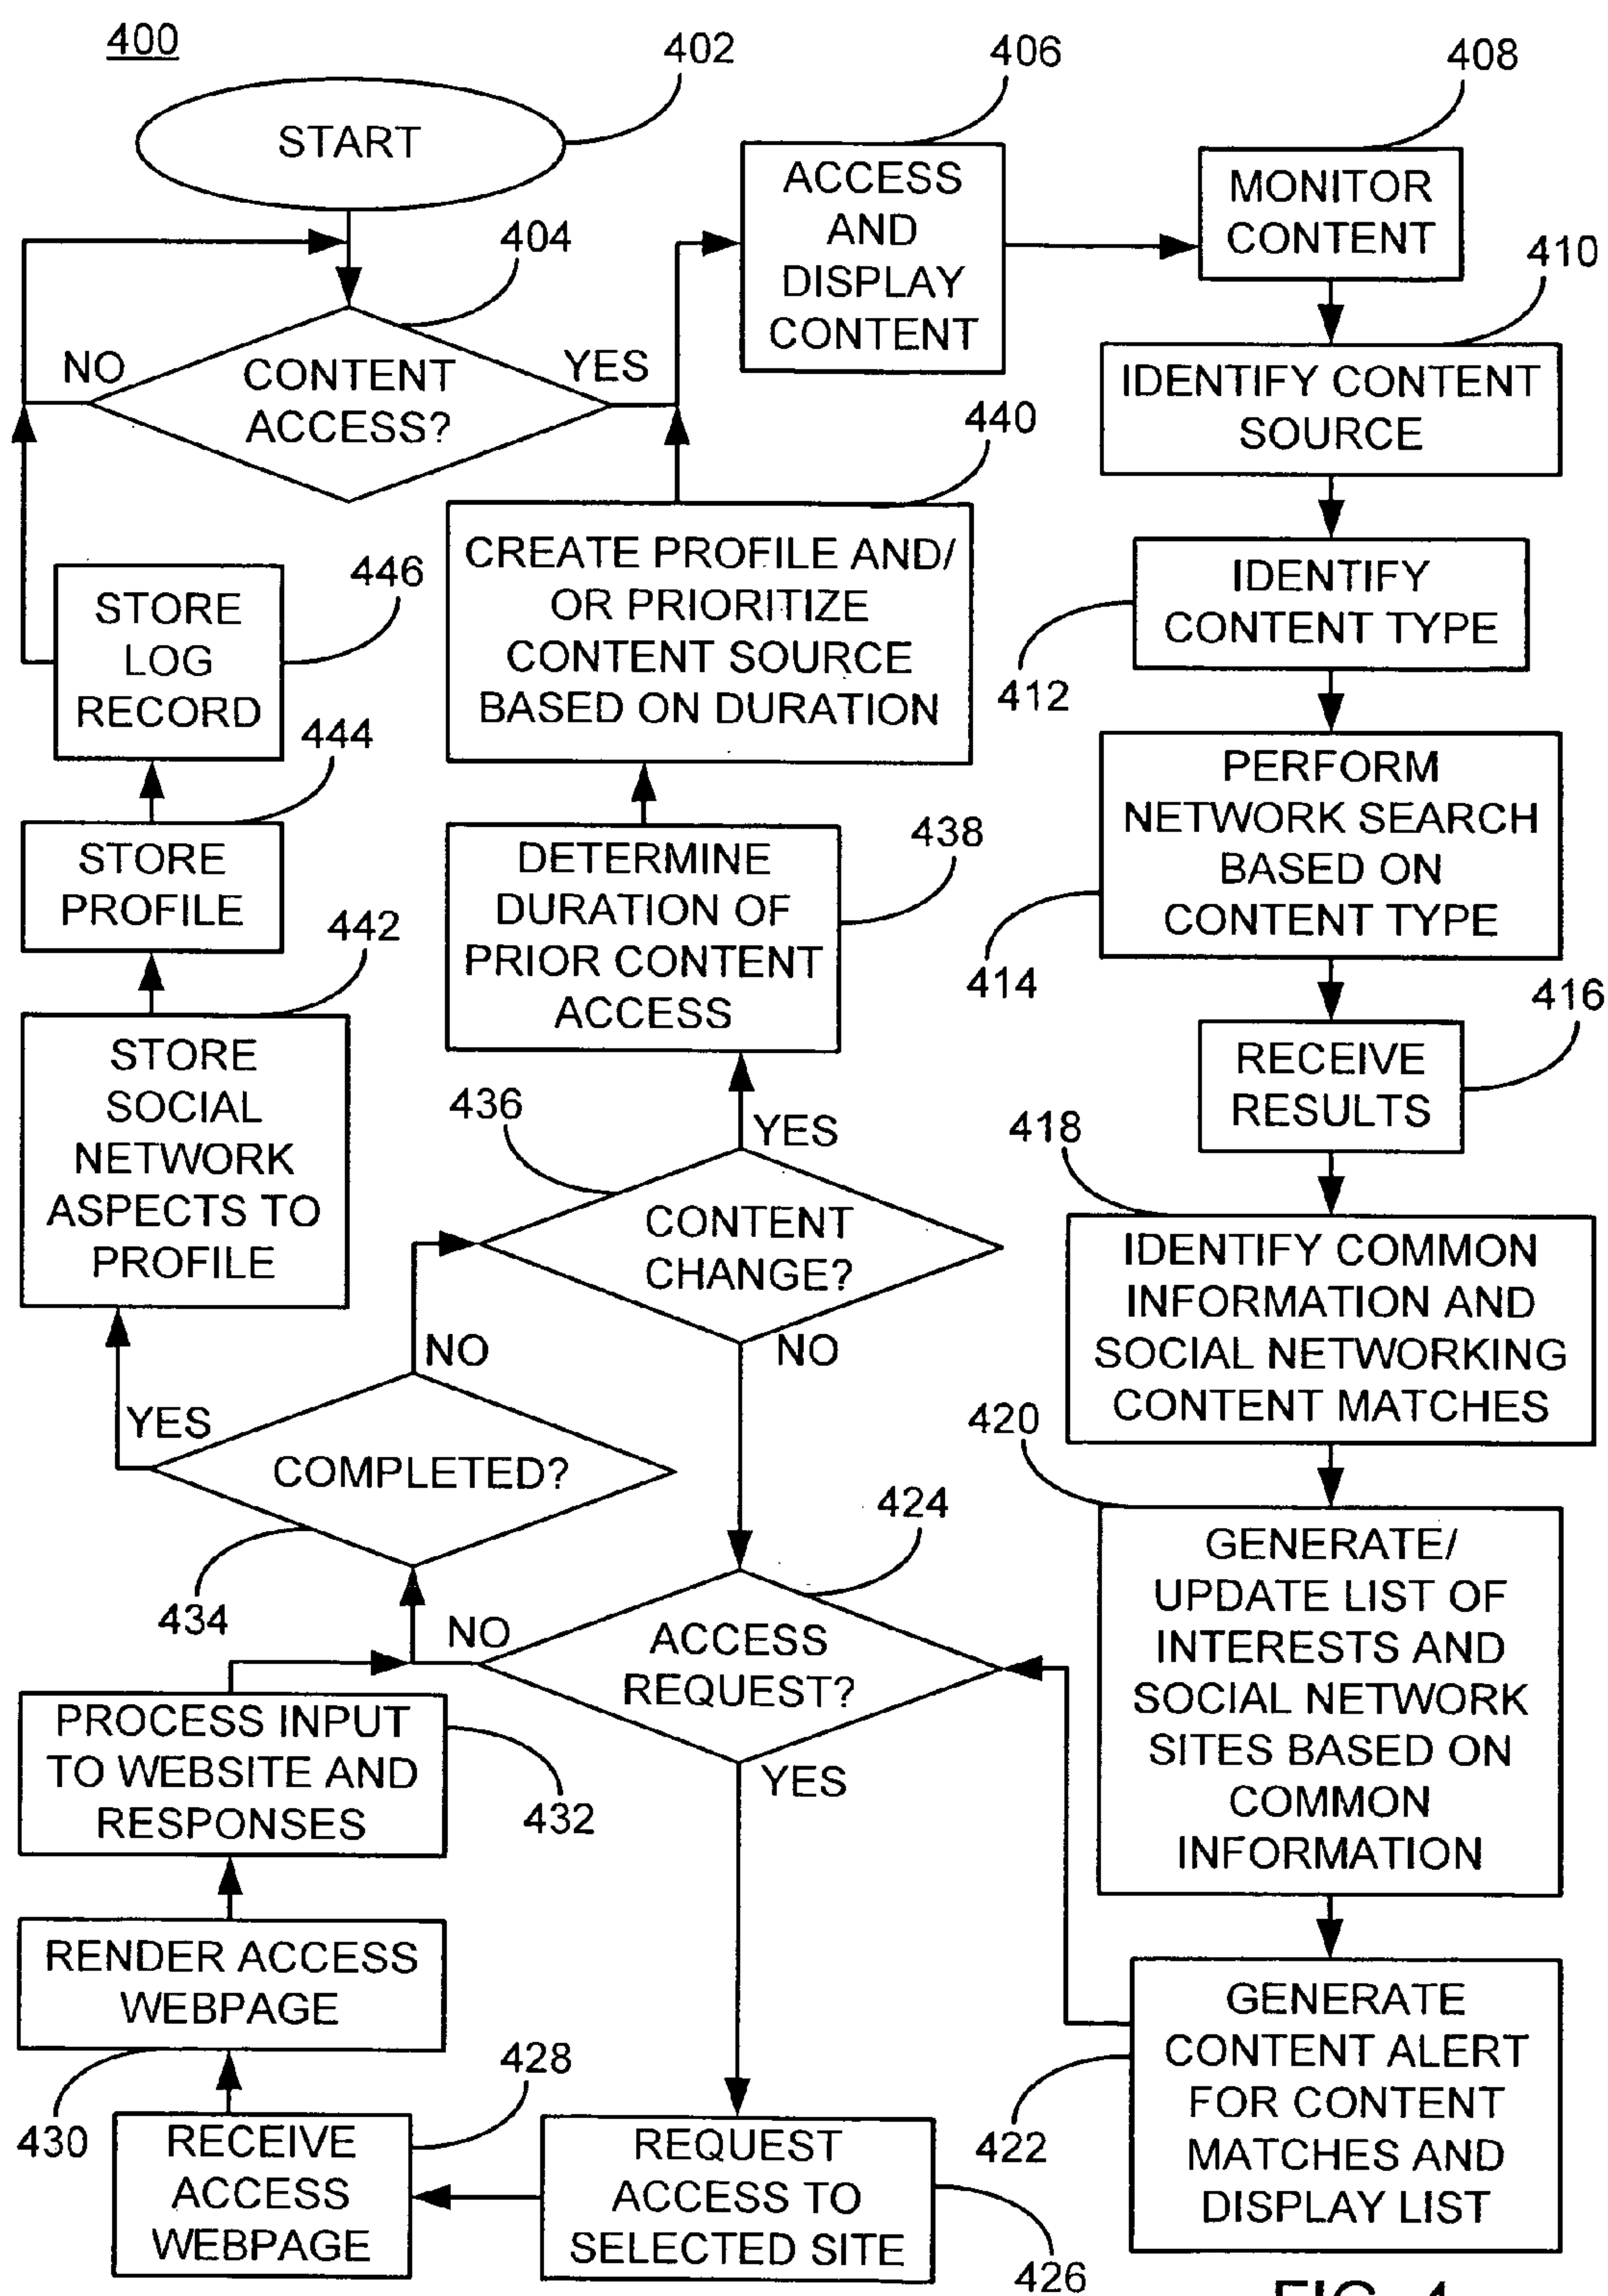 400
402
START
404
CONTENT
ACCESS?
NO
YES
406
ACCESS
AND
DISPLAY
CONTENT
408
MONITOR
CONTENT
410
IDENTIFY CONTENT
SOURCE
IDENTIFY
CONTENT TYPE
412
PERFORM
NETWORK SEARCH
BASED ON
CONTENT TYPE
414
416
RECEIVE
RESULTS
418
IDENTIFY COMMON
INFORMATION AND
SOCIAL NETWORKING
CONTENT MATCHES
420
GENERATE/
UPDATE LIST OF
INTERESTS AND
SOCIAL NETWORK
SITES BASED ON
COMMON
INFORMATION
GENERATE
CONTENT ALERT
FOR CONTENT
MATCHES AND
DISPLAY LIST
422
424
ACCESS
REQUEST?
NO
YES
REQUEST
ACCESS TO
SELECTED SITE
426
428
RECEIVE
ACCESS
WEBPAGE
430
RENDER ACCESS
WEBPAGE
PROCESS INPUT
TO WEBSITE AND
RESPONSES
432
434
COMPLETED?
YES
NO
436
CONTENT
CHANGE?
YES
NO
438
DETERMINE
DURATION OF
PRIOR CONTENT
ACCESS
440
CREATE PROFILE AND/
OR PRIORITIZE
CONTENT SOURCE
BASED ON DURATION
442
STORE
SOCIAL
NETWORK
ASPECTS TO
PROFILE
444
STORE
PROFILE
446
STORE
LOG
RECORD